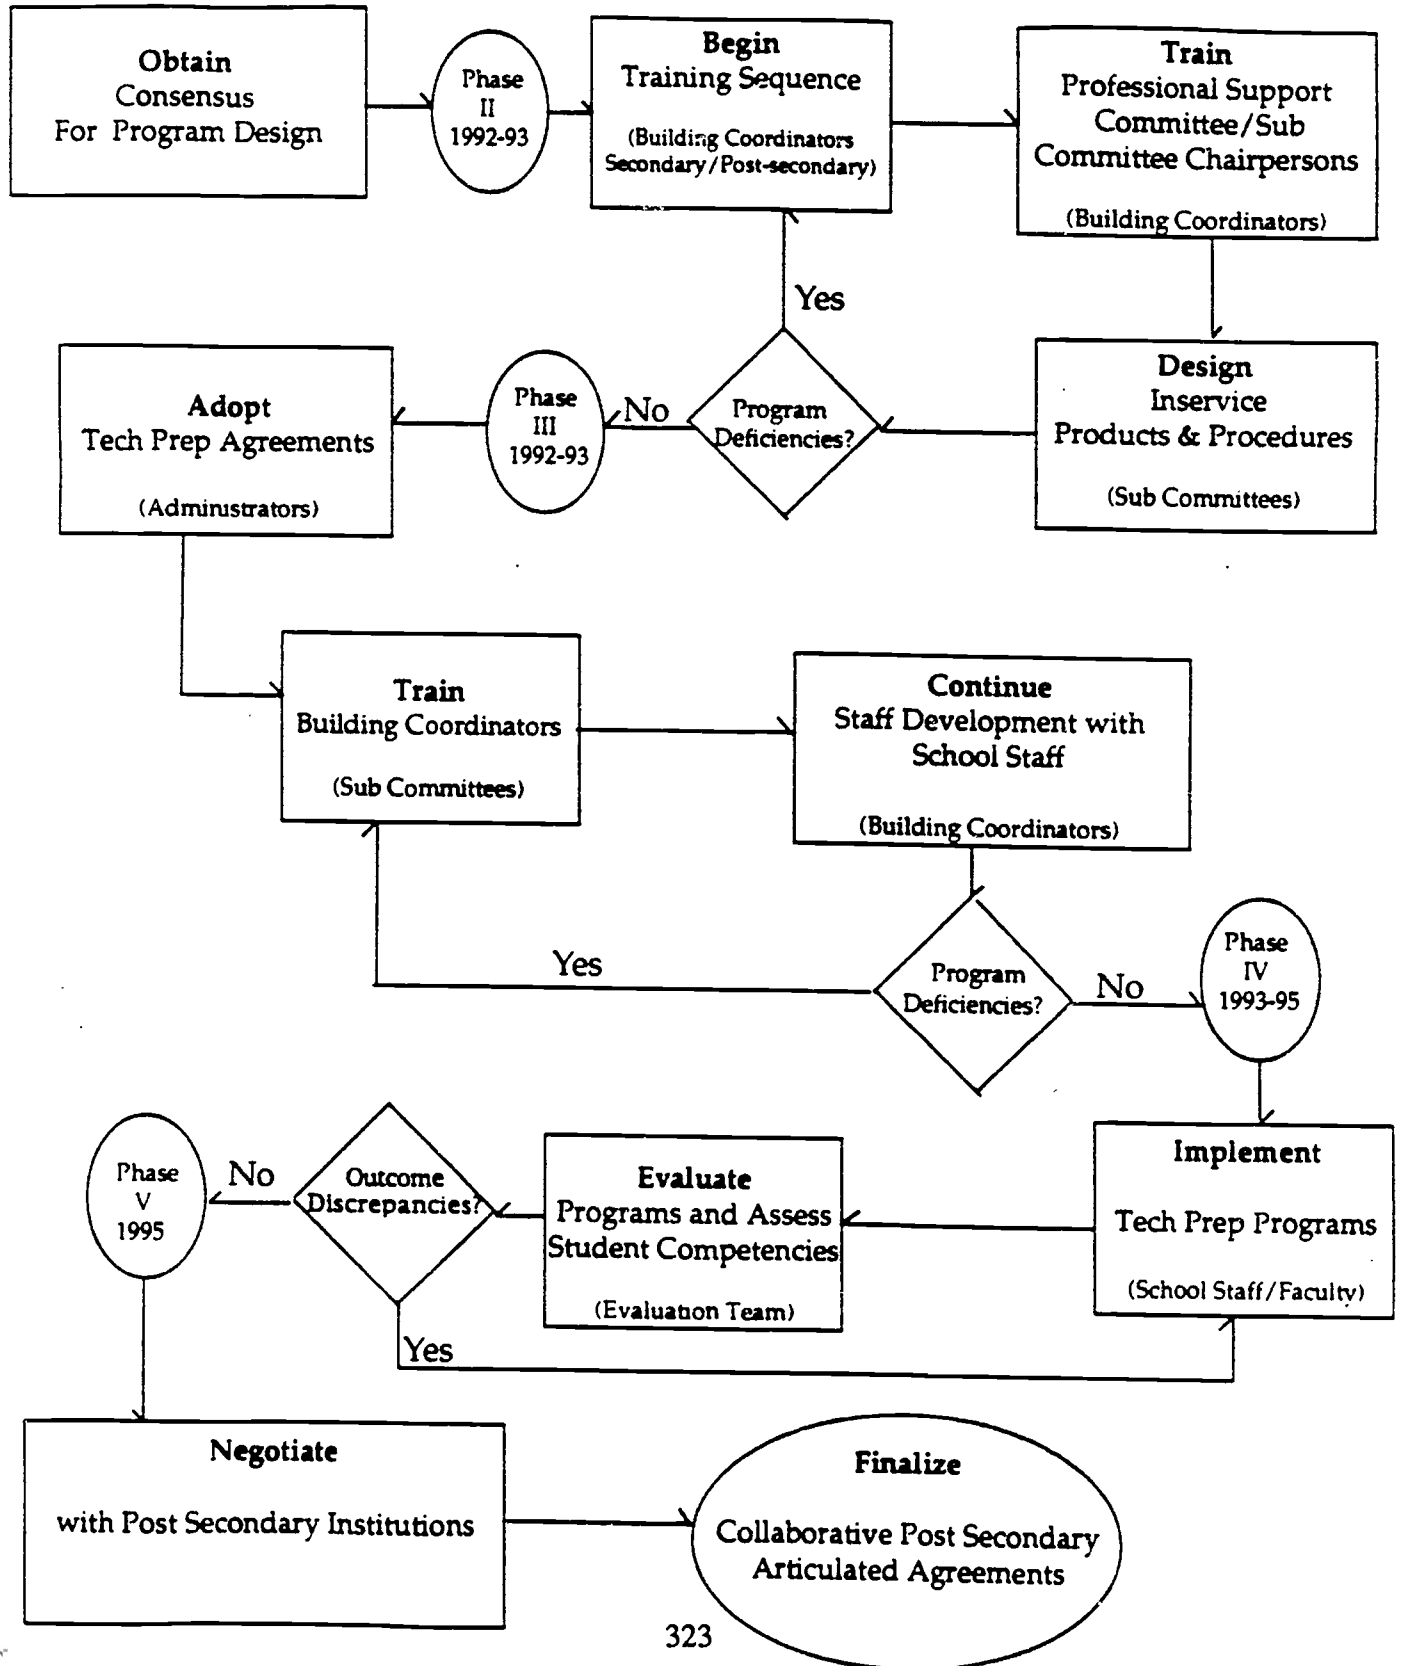 Obtain
Consensus
For Program Design
Phase
II
1992-93
Begin
Training Sequence
(Building Coordinators
Secondary/Post-secondary)
Train
Professional Support
Committee/Sub
Committee Chairpersons
(Building Coordinators)
Yes
Adopt
Tech Prep Agreements
(Administrators)
Phase
III
1992-93
No
Program
Deficiencies?
Design
Inservice
Products & Procedures
(Sub Committees)
Train
Building Coordinators
(Sub Committees)
Continue
Staff Development with
School Staff
(Building Coordinators)
Yes
Program
Deficiencies?
No
Phase
IV
1993-95
Phase
V
1995
No
Outcome
Discrepancies?
Evaluate
Programs and Assess
Student Competencies
(Evaluation Team)
Implement
Tech Prep Programs
(School Staff/Faculty)
Yes
Negotiate
with Post Secondary Institutions
Finalize
Collaborative Post Secondary
Articulated Agreements
323